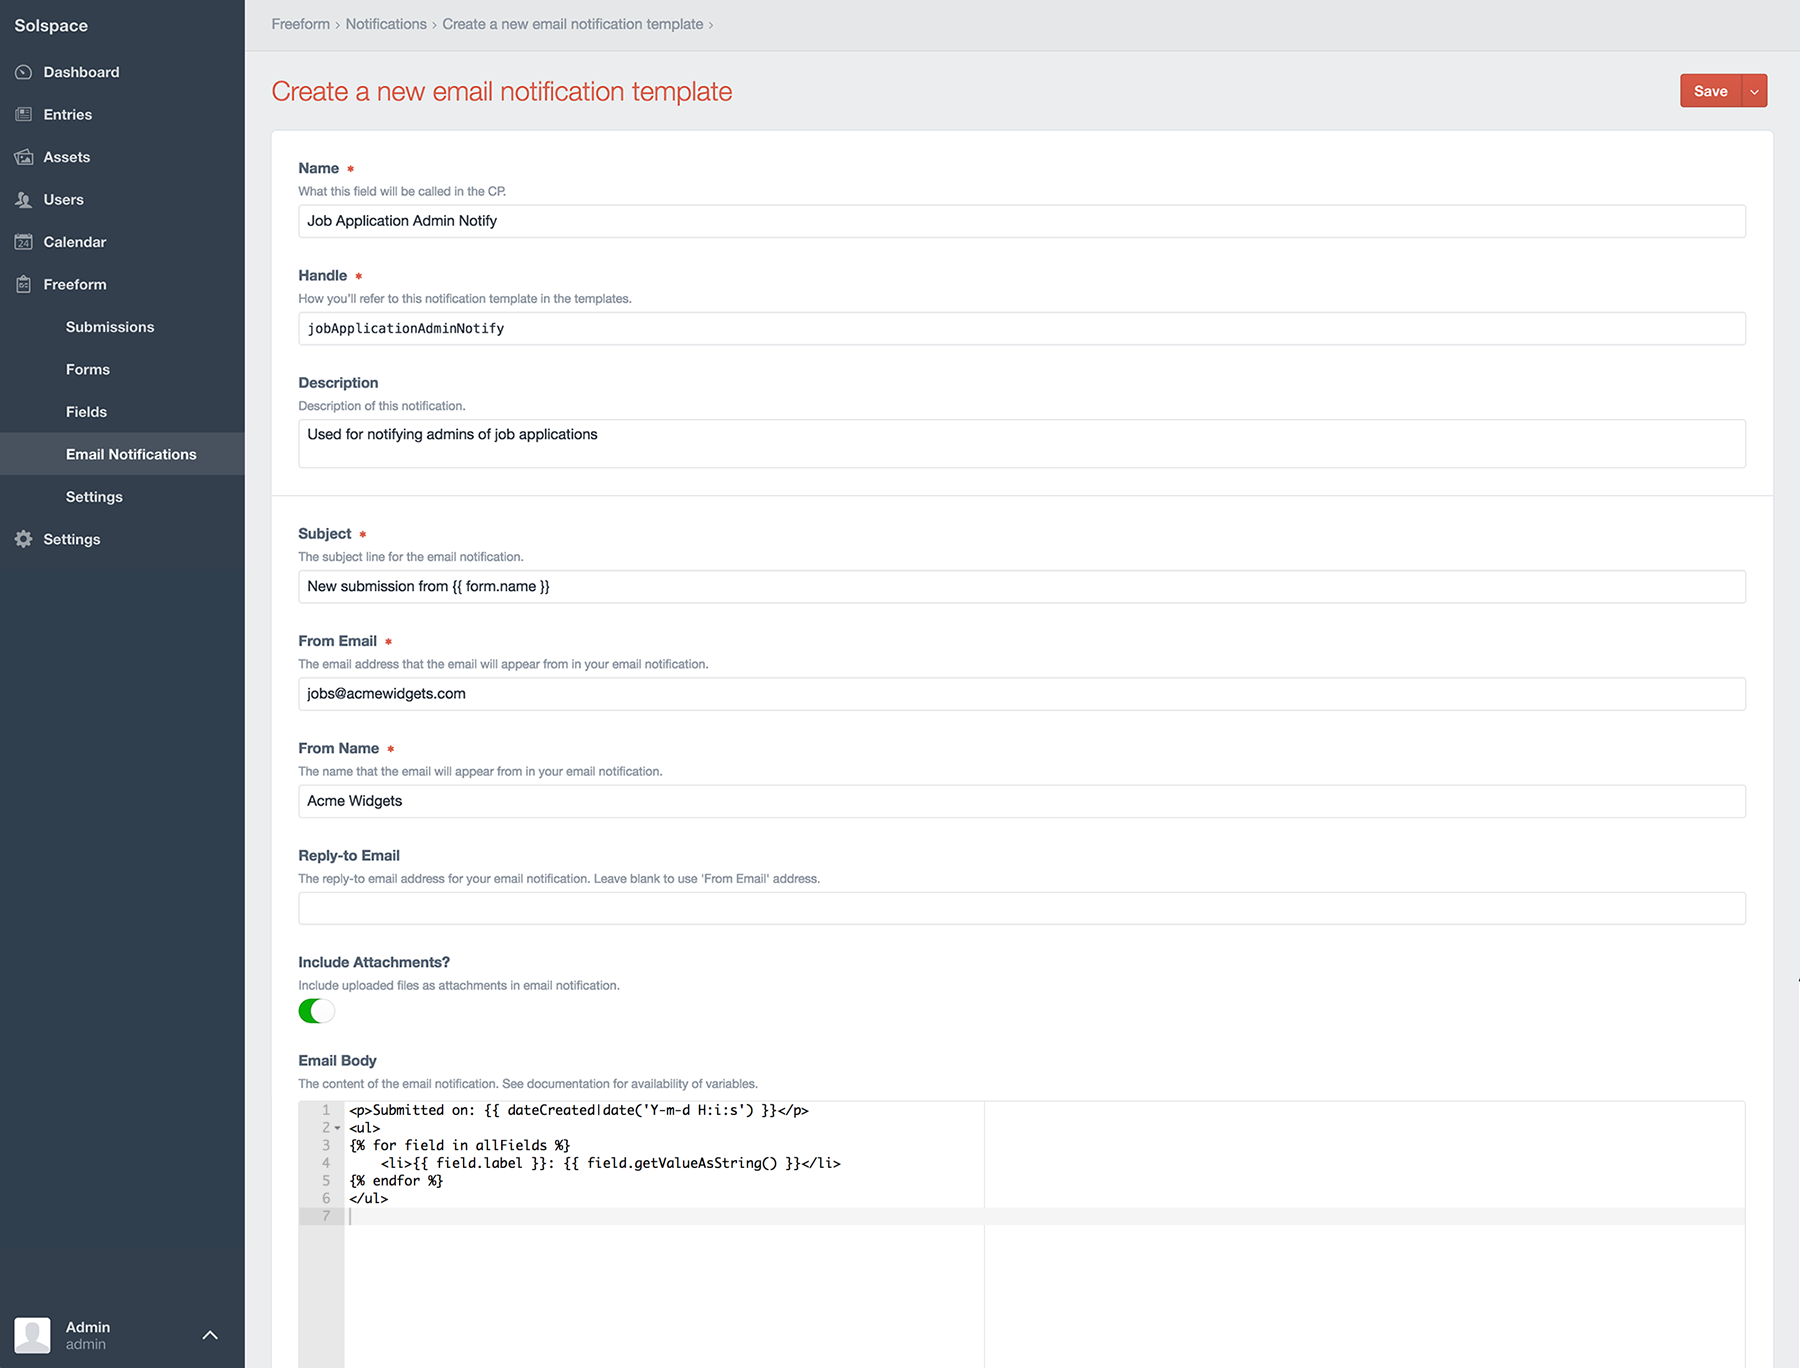 Solspace
Dashboard
Entries
Assets
Users
24
Calendar
Freeform
Submissions
Forms
Fields
Email Notifications
Settings
Settings
Admin
admin
Freeform › Notifications › Create a new email notification template ›
Create a new email notification template
Save
Name *
What this field will be called in the CP.
Job Application Admin Notify
Handle *
How you'll refer to this notification template in the templates.
jobApplicationAdminNotify
Description
Description of this notification.
Used for notifying admins of job applications
Subject *
The subject line for the email notification.
New submission from {{ form.name }}
From Email *
The email address that the email will appear from in your email notification.
jobs@acmewidgets.com
From Name *
The name that the email will appear from in your email notification.
Acme Widgets
Reply-to Email
The reply-to email address for your email notification. Leave blank to use 'From Email' address.
Include Attachments?
Include uploaded files as attachments in email notification.
Email Body
The content of the email notification. See documentation for availability of variables.
1 <p>Submitted on: {{ dateCreated|date('Y-m-d H:i:s') }}</p>
2 <ul>
3 {% for field in allFields %}
4     <li>{{ field.label }}: {{ field.getValueAsString() }}</li>
5 {% endfor %}
6 </ul>
7